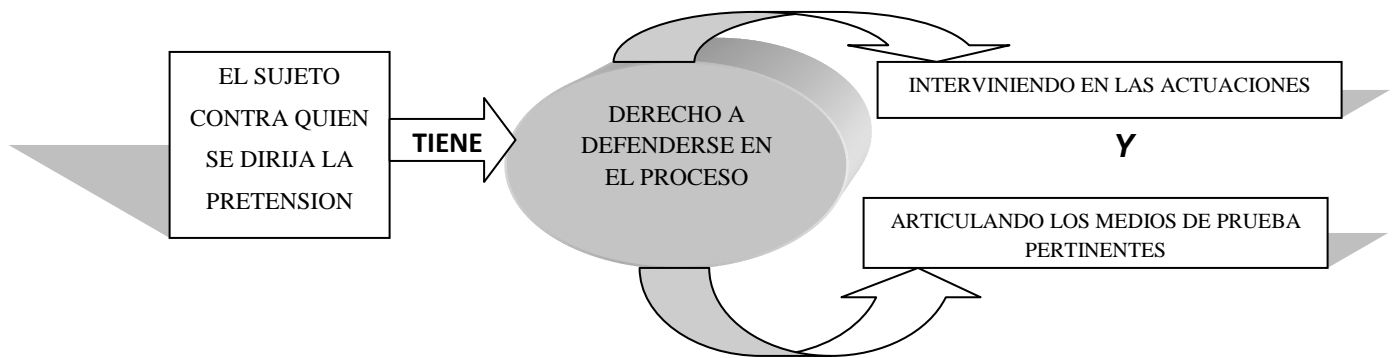 EL SUJETO
CONTRA QUIEN
SE DIRIJA LA
PRETENSION
TIENE
DERECHO A
DEFENDERSE EN
EL PROCESO
INTERVINIENDO EN LAS ACTUACIONES
Y
ARTICULANDO LOS MEDIOS DE PRUEBA
PERTINENTES